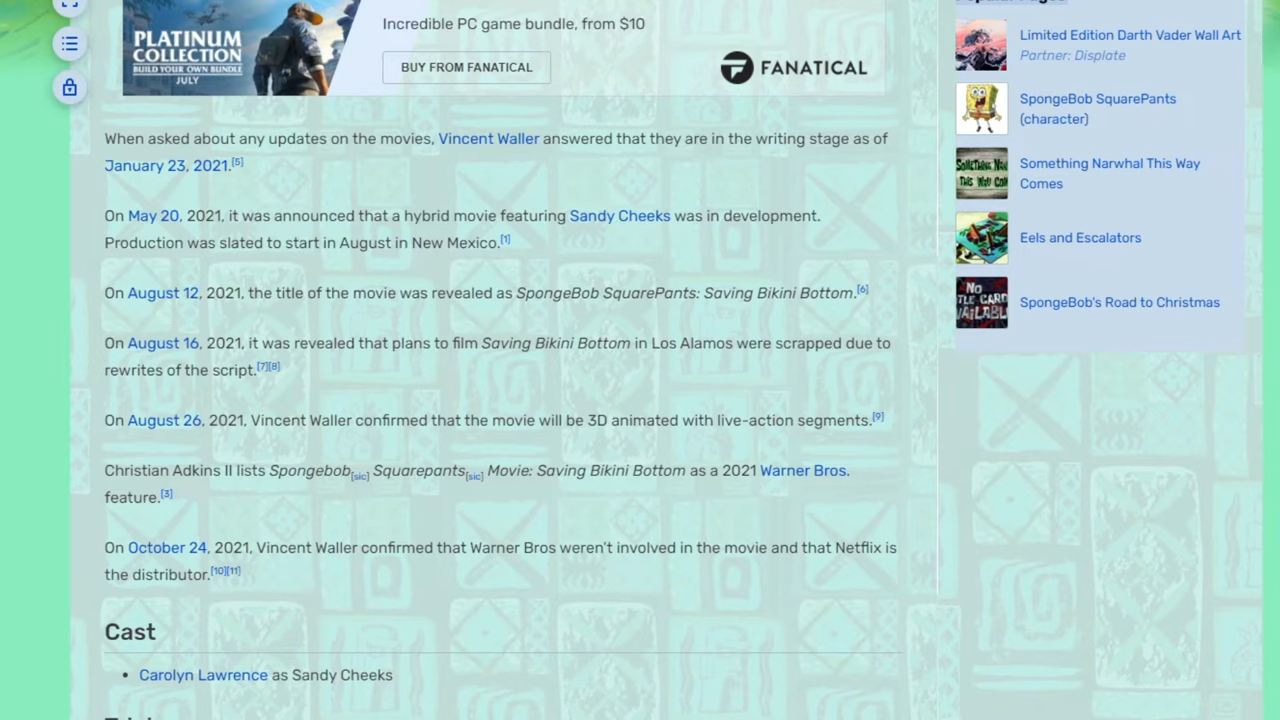 PLATINUM
COLLECTION
BUILD YOUR OWN BUNDLE
JULY
Incredible PC game bundle, from $10
BUY FROM FANATICAL
FANATICAL
When asked about any updates on the movies, Vincent Waller answered that they are in the writing stage as of
January 23, 2021.[5]
On May 20, 2021, it was announced that a hybrid movie featuring Sandy Cheeks was in development.
Production was slated to start in August in New Mexico.[1]
On August 12, 2021, the title of the movie was revealed as SpongeBob SquarePants: Saving Bikini Bottom.[6]
On August 16, 2021, it was revealed that plans to film Saving Bikini Bottom in Los Alamos were scrapped due to
rewrites of the script.[7][8]
On August 26, 2021, Vincent Waller confirmed that the movie will be 3D animated with live-action segments.[9]
Christian Adkins II lists Spongebob[sic] Squarepants[sic] Movie: Saving Bikini Bottom as a 2021 Warner Bros.
feature.[3]
On October 24, 2021, Vincent Waller confirmed that Warner Bros weren't involved in the movie and that Netflix is
the distributor.[10][11]
Cast
• Carolyn Lawrence as Sandy Cheeks
Limited Edition Darth Vader Wall Art
Partner: Displate
SpongeBob SquarePants
(character)
Something Narwhal This Way
Comes
Eels and Escalators
SpongeBob's Road to Christmas